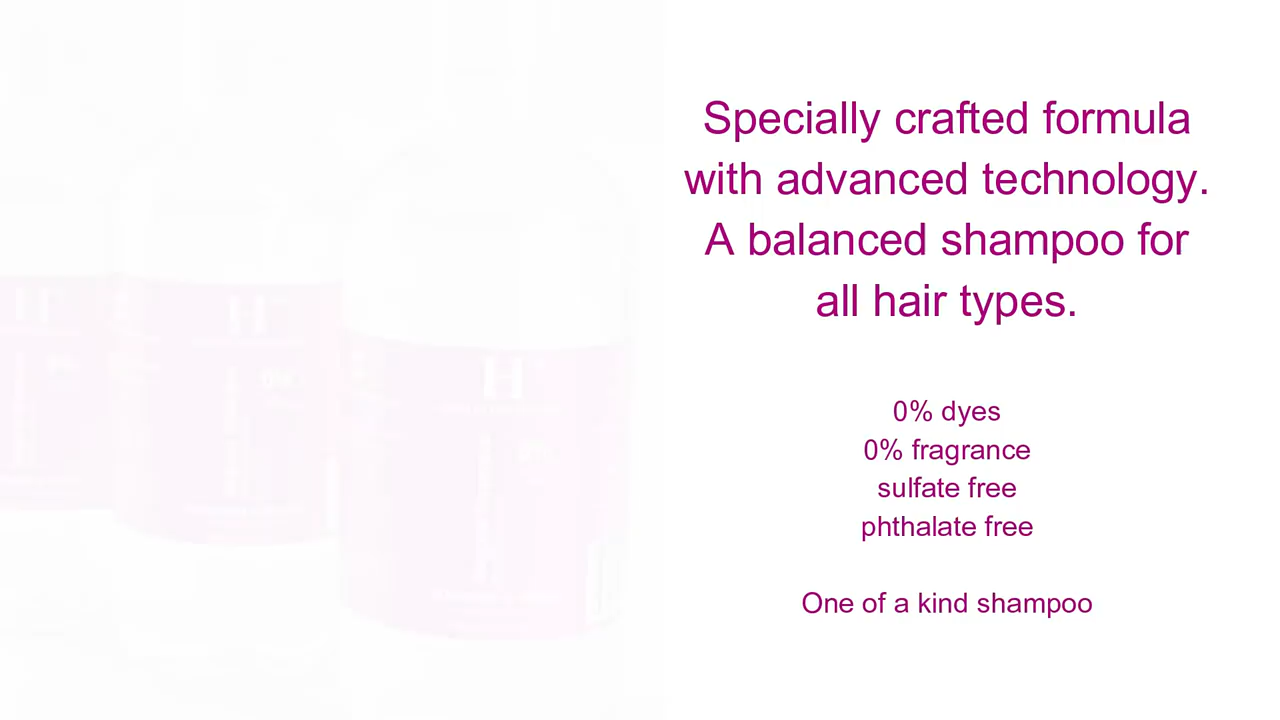 Specially crafted formula
with advanced technology.
A balanced shampoo for
all hair types.
0% dyes
0% fragrance
sulfate free
phthalate free
One of a kind shampoo
H
H
H